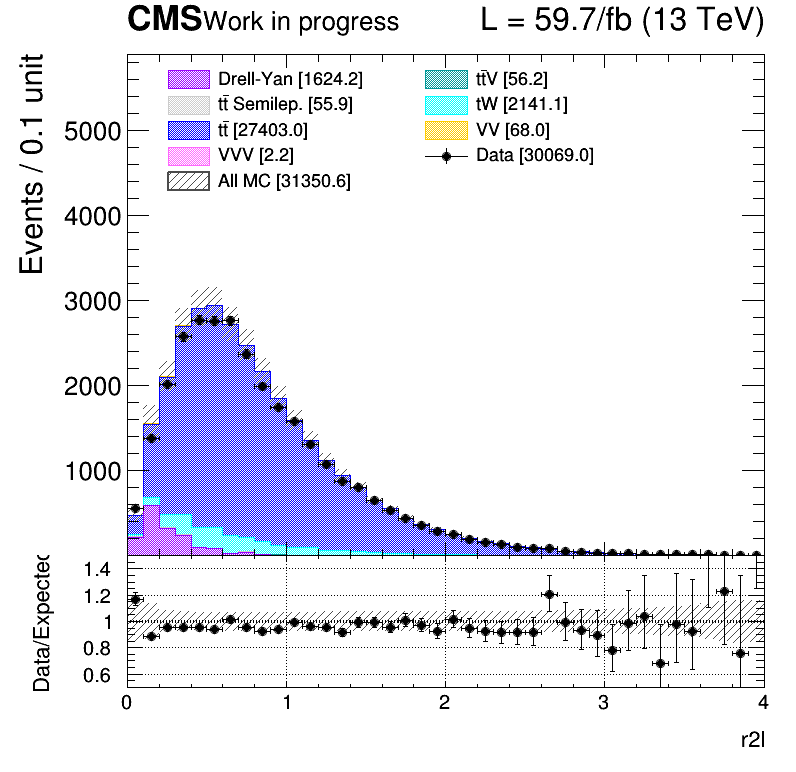 CMS Work in progress L = 59.7/fb (13 TeV)
Events / 0.1 unit
Drell-Yan [1624.2] tt̄V [56.2]
tt̄ Semilep. [55.9] tW [2141.1]
tt̄ [27403.0] VV [68.0]
VVV [2.2] Data [30069.0]
All MC [31350.6]
5000
4000
3000
2000
1000
Data/Expected
1.4
1.2
1
0.8
0.6
0 1 2 3 4
r2l